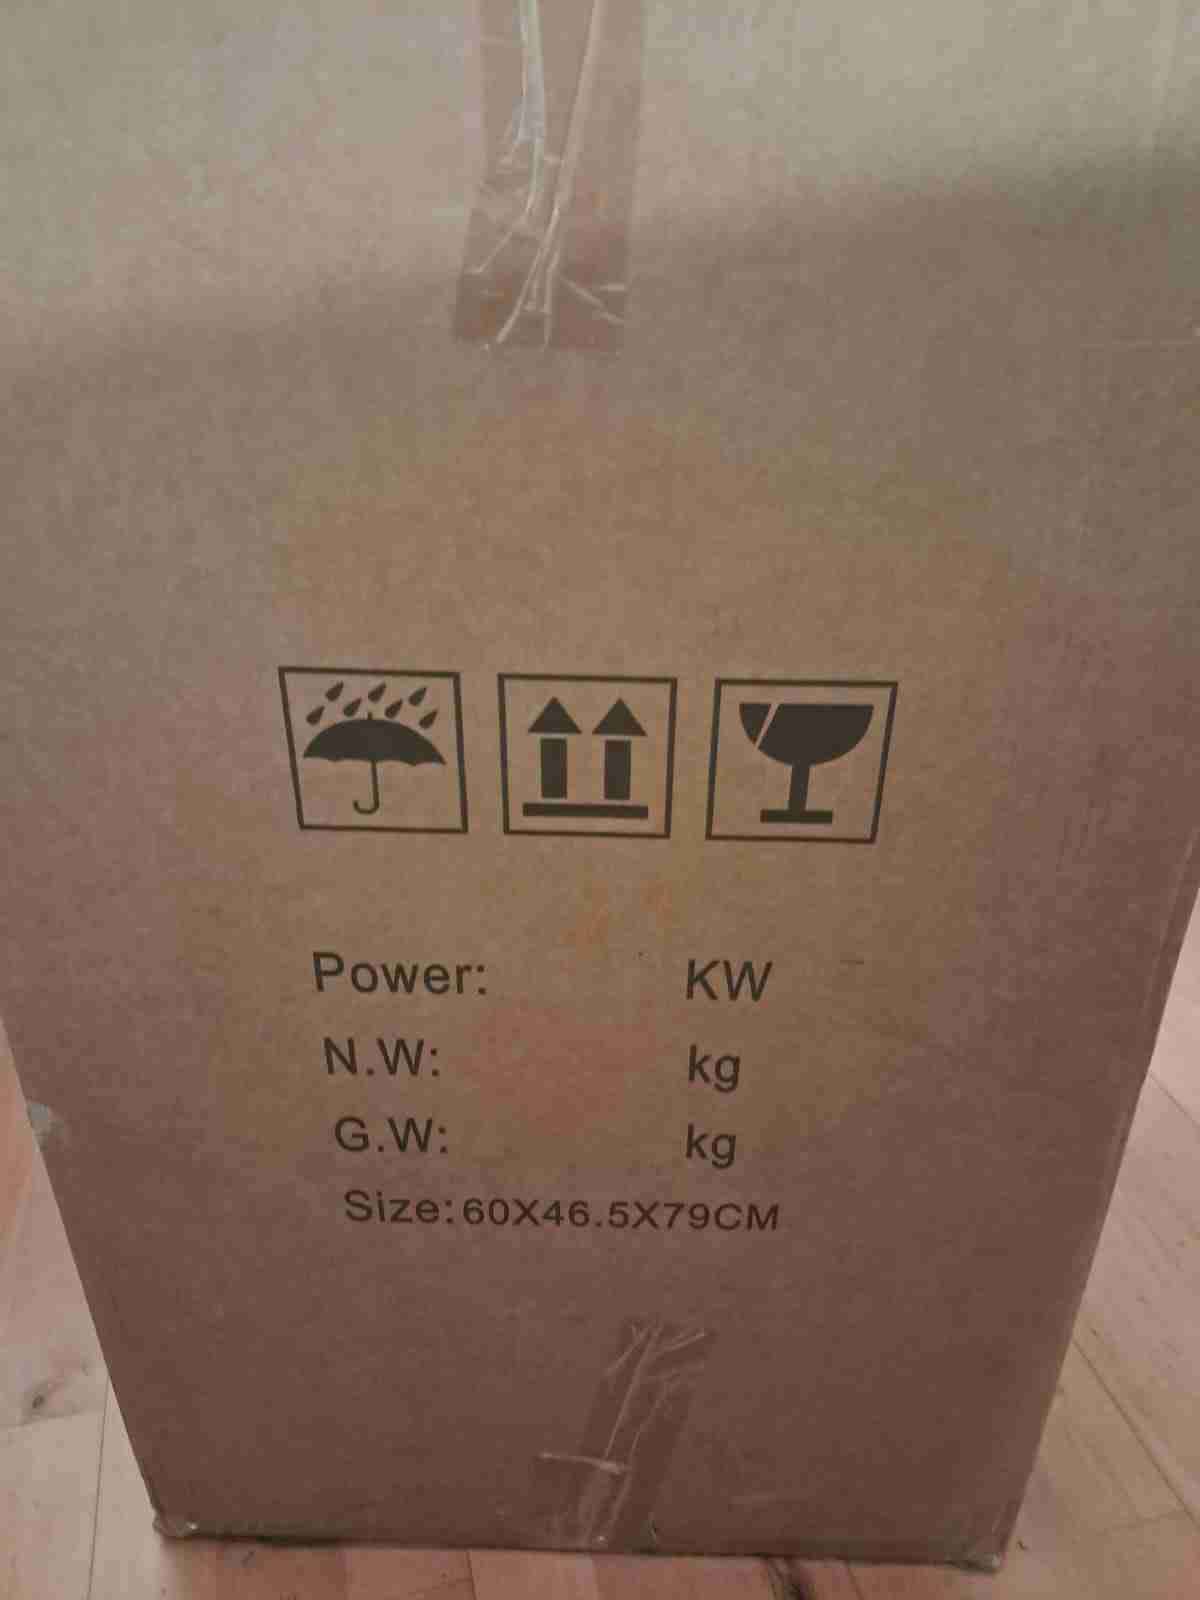 Power: KW
N.W: kg
G.W: kg
Size:60X46.5X79CM